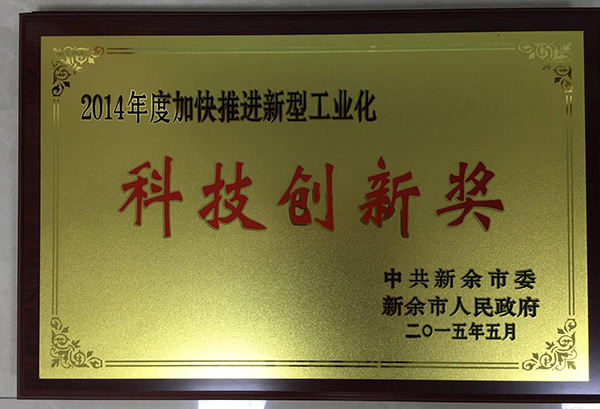 2014年度加快推进新型工业化
科技创新奖
中共新余市委
新余市人民政府
二〇一五年五月